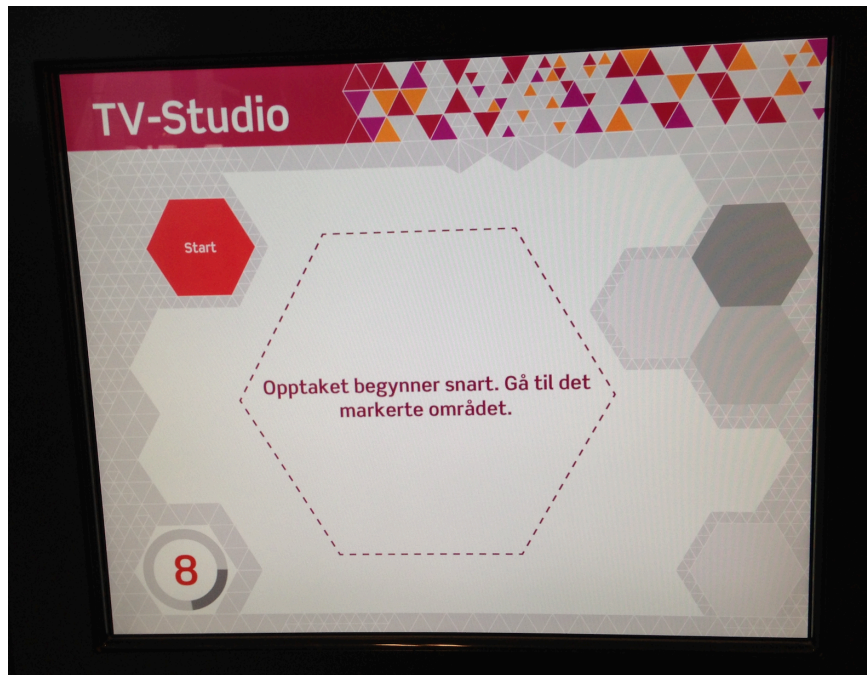 TV-Studio
Start
Opptaket begynner snart. Gå til det
markerte området.
8